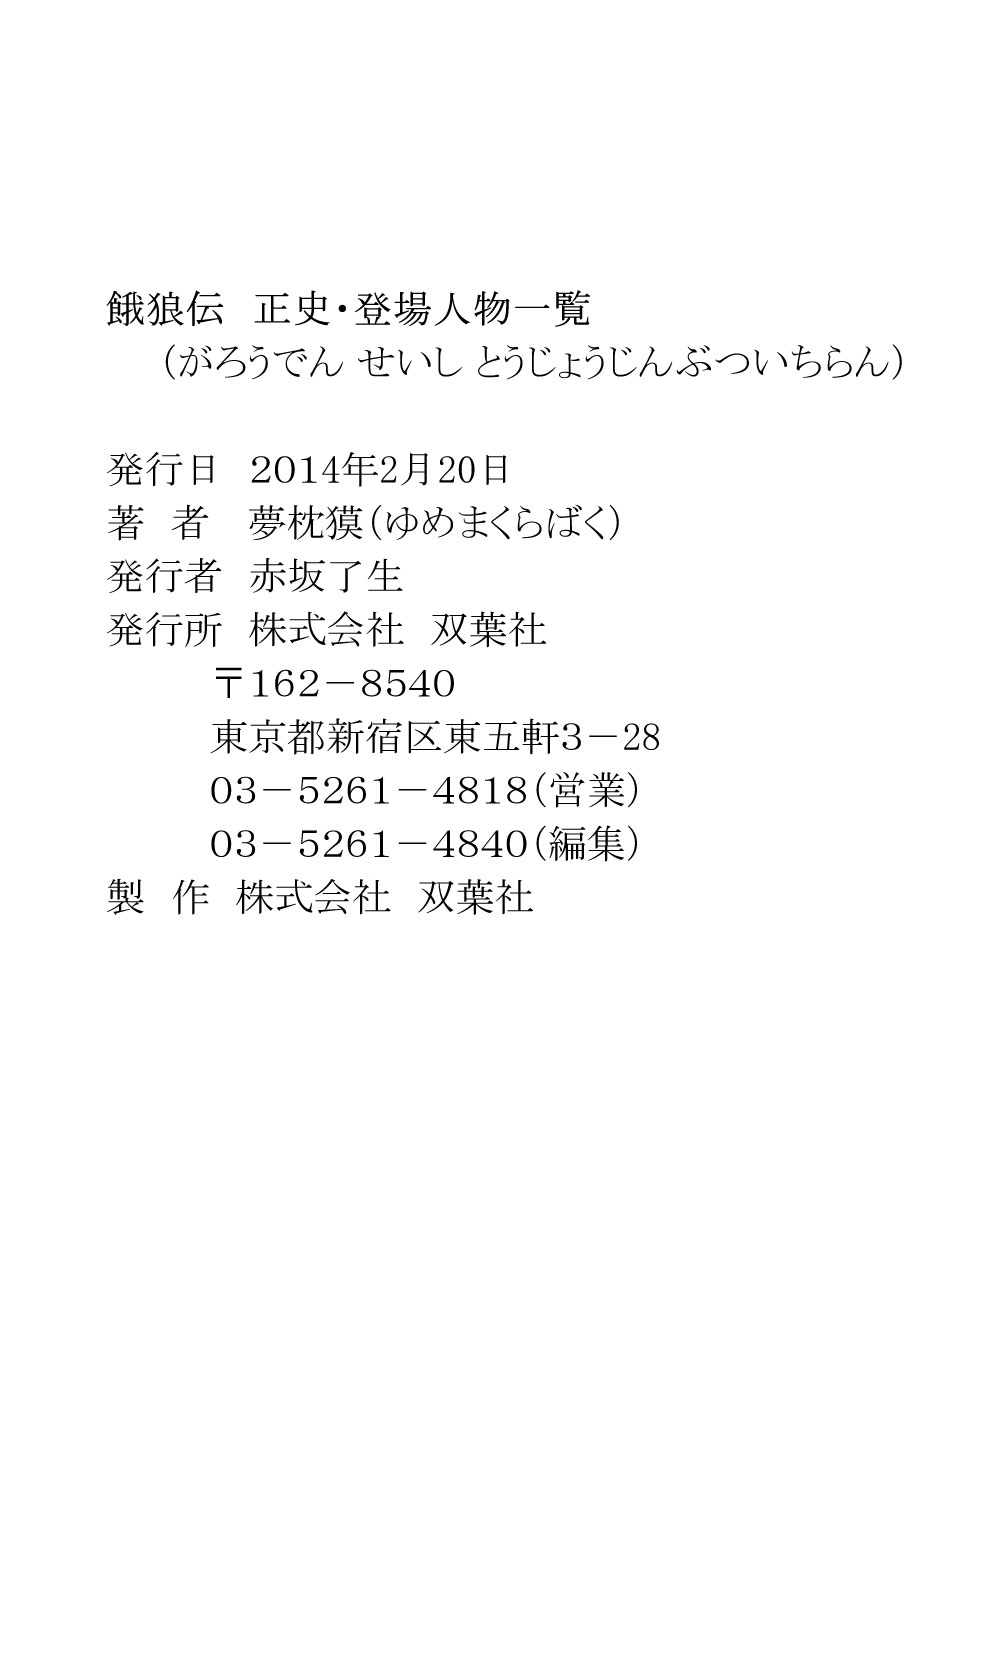 餓狼伝　正史・登場人物一覧
（がろうでん せいし とうじょうじんぶついちらん）
発行日　２０１４年２月２０日
著　者　夢枕獏（ゆめまくらばく）
発行者　赤坂了生
発行所　株式会社　双葉社
〒１６２－８５４０
東京都新宿区東五軒３－２８
０３－５２６１－４８１８（営業）
０３－５２６１－４８４０（編集）
製　作　株式会社　双葉社